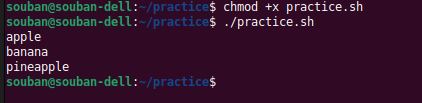 souban@souban-dell:~/practice$ chmod +x practice.sh
souban@souban-dell:~/practice$ ./practice.sh
apple
banana
pineapple
souban@souban-dell:~/practice$